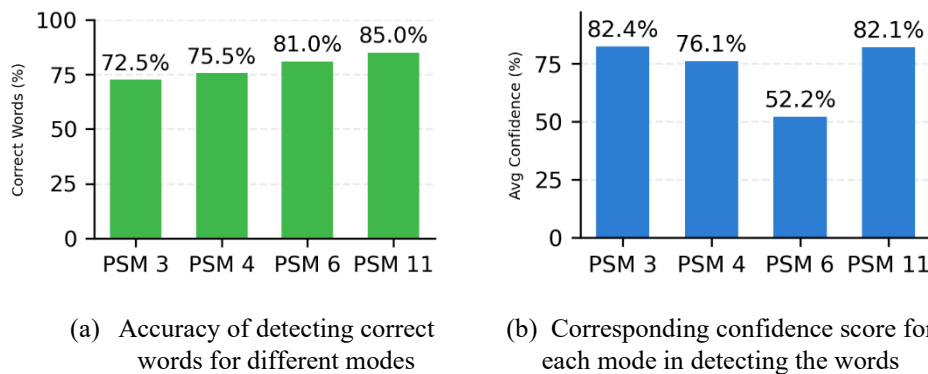 Correct Words (%)
100
75
50
25
0
72.5%
75.5%
81.0%
85.0%
PSM 3 PSM 4 PSM 6 PSM 11
(a) Accuracy of detecting correct
words for different modes
Avg Confidence (%)
75
50
25
0
82.4%
76.1%
52.2%
82.1%
PSM 3 PSM 4 PSM 6 PSM 11
(b) Corresponding confidence score for
each mode in detecting the words